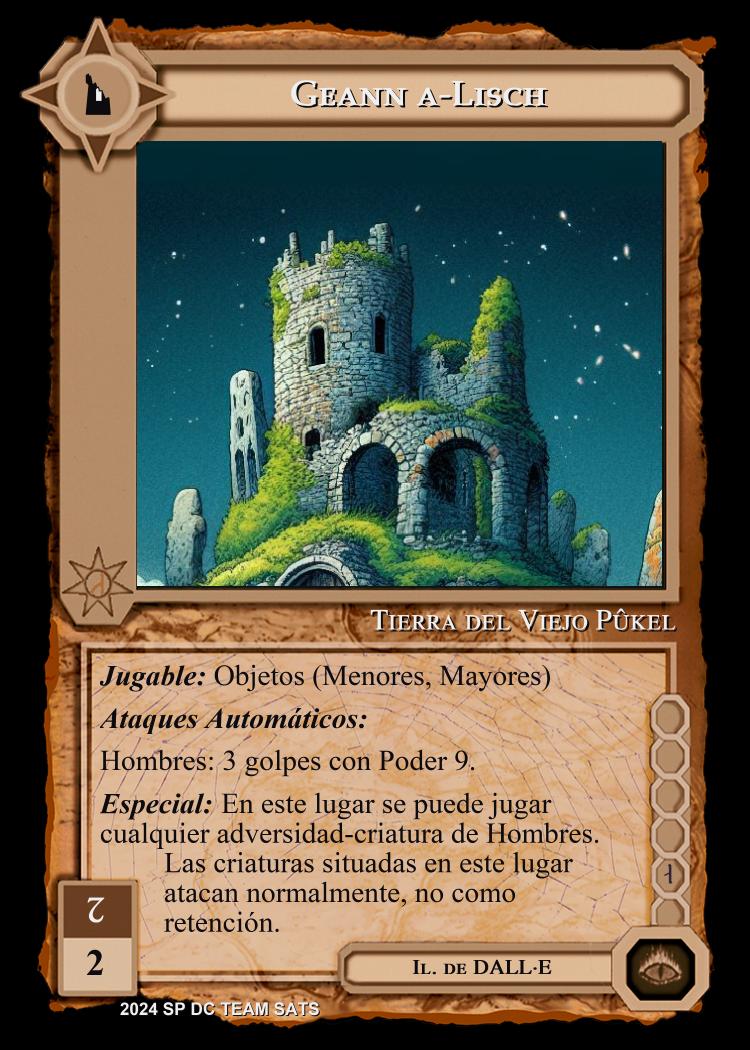 Geann a-Lisch
Tierra del Viejo Pûkel
Jugable: Objetos (Menores, Mayores)
Ataques Automáticos:
Hombres: 3 golpes con Poder 9.
Especial: En este lugar se puede jugar
cualquier adversidad-criatura de Hombres.
Las criaturas situadas en este lugar
atacan normalmente, no como
retención.
2
Il. de DALL·E
2024 SP DC TEAM SATS